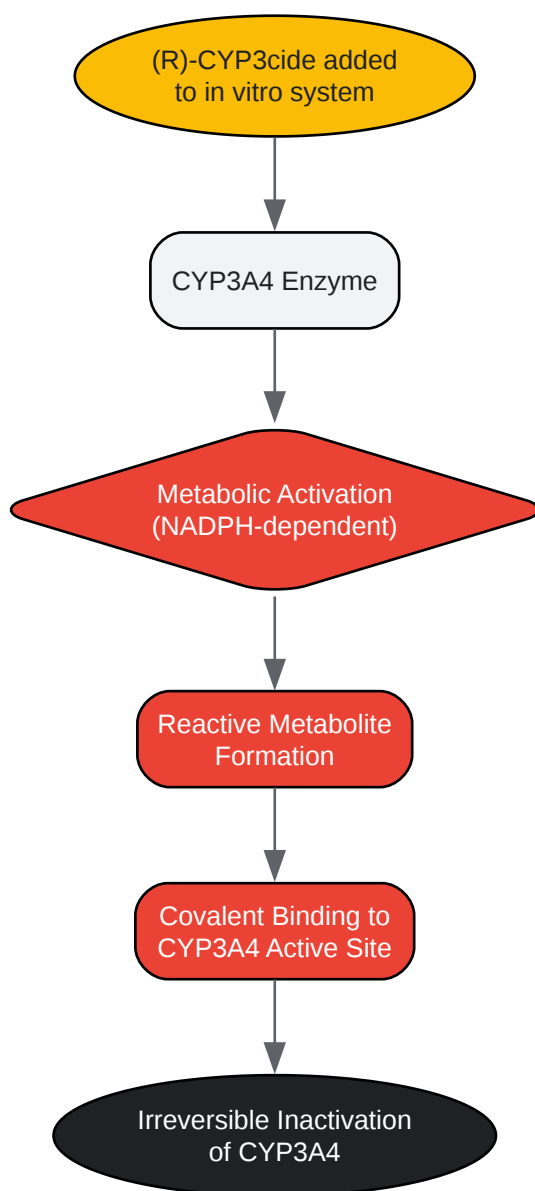 (R)-CYP3cide added
to in vitro system
CYP3A4 Enzyme
Metabolic Activation
(NADPH-dependent)
Reactive Metabolite
Formation
Covalent Binding to
CYP3A4 Active Site
Irreversible Inactivation
of CYP3A4